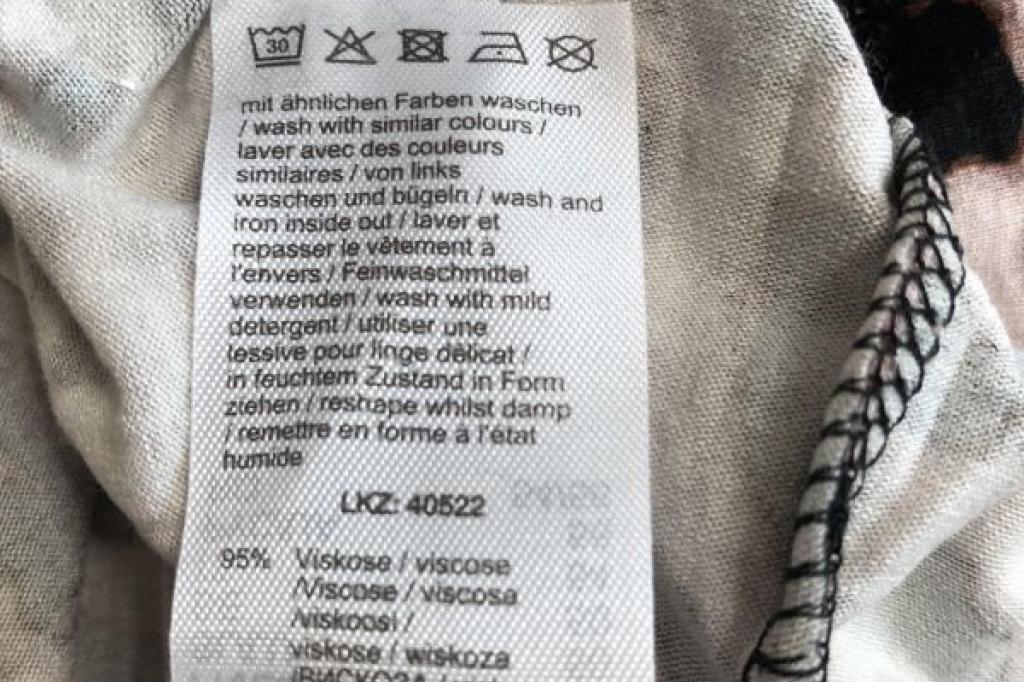 30
mit ähnlichen Farben waschen
/ wash with similar colours /
laver avec des couleurs
similaires / von links
waschen und bügeln / wash and
iron inside out / laver et
repasser le vêtement à
l'envers / Feinwaschmittel
verwenden / wash with mild
detergent / utiliser une
lessive pour linge délicat /
in feuchtem Zustand in Form
ziehen / reshape whilst damp
/ remettre en forme à l'état
humide
LKZ: 40522
95% Viskose / viscose
/Viscose / viscosa
/viskoosi /
viskose / wiskoza
/ВИСКОЗА /